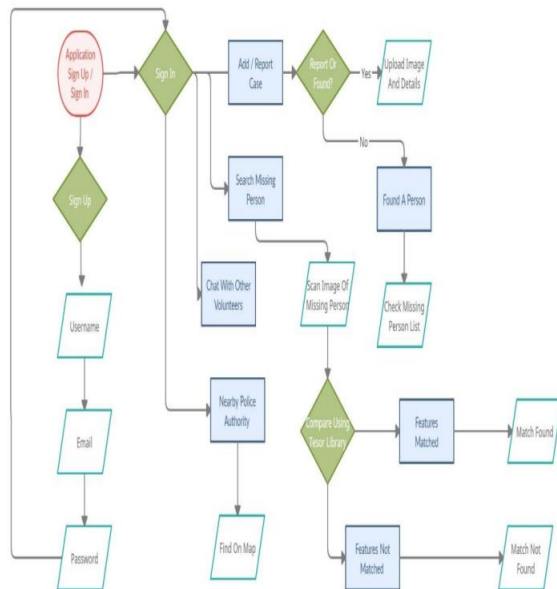 Application
Sign Up /
Sign In
Sign In
Add / Report
Case
Report Or
Found?
Yes
Upload Image
And Details
No
Sign Up
Search Missing
Person
Found A Person
Chat With Other
Volunteers
Scan Image Of
Missing Person
Check Missing
Person List
Username
Nearby Police
Authority
Compare Using
Tesor Library
Features
Matched
Match Found
Email
Password
Find On Map
Features Not
Matched
Match Not
Found